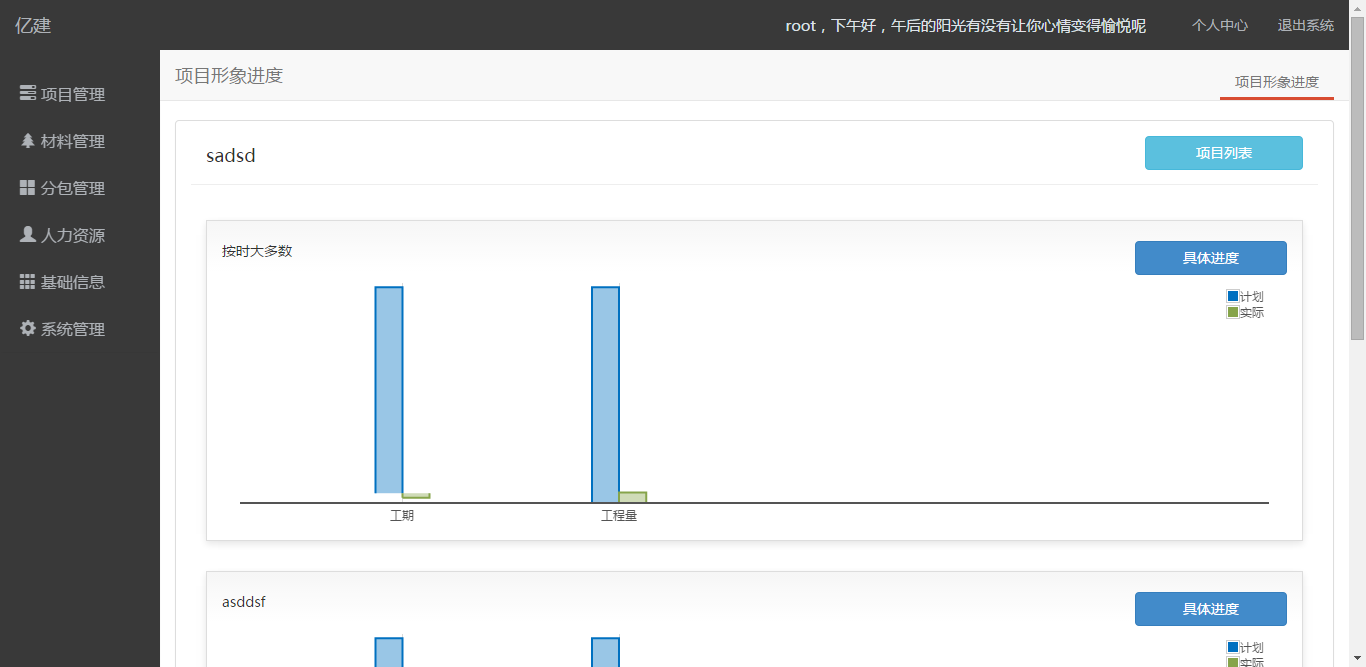 亿建
root，下午好，午后的阳光有没有让你心情变得愉悦呢
个人中心
退出系统
项目管理
材料管理
分包管理
人力资源
基础信息
系统管理
项目形象进度
项目形象进度
sadsd
项目列表
按时大多数
具体进度
计划
实际
工期
工程量
asddsf
具体进度
计划
实际